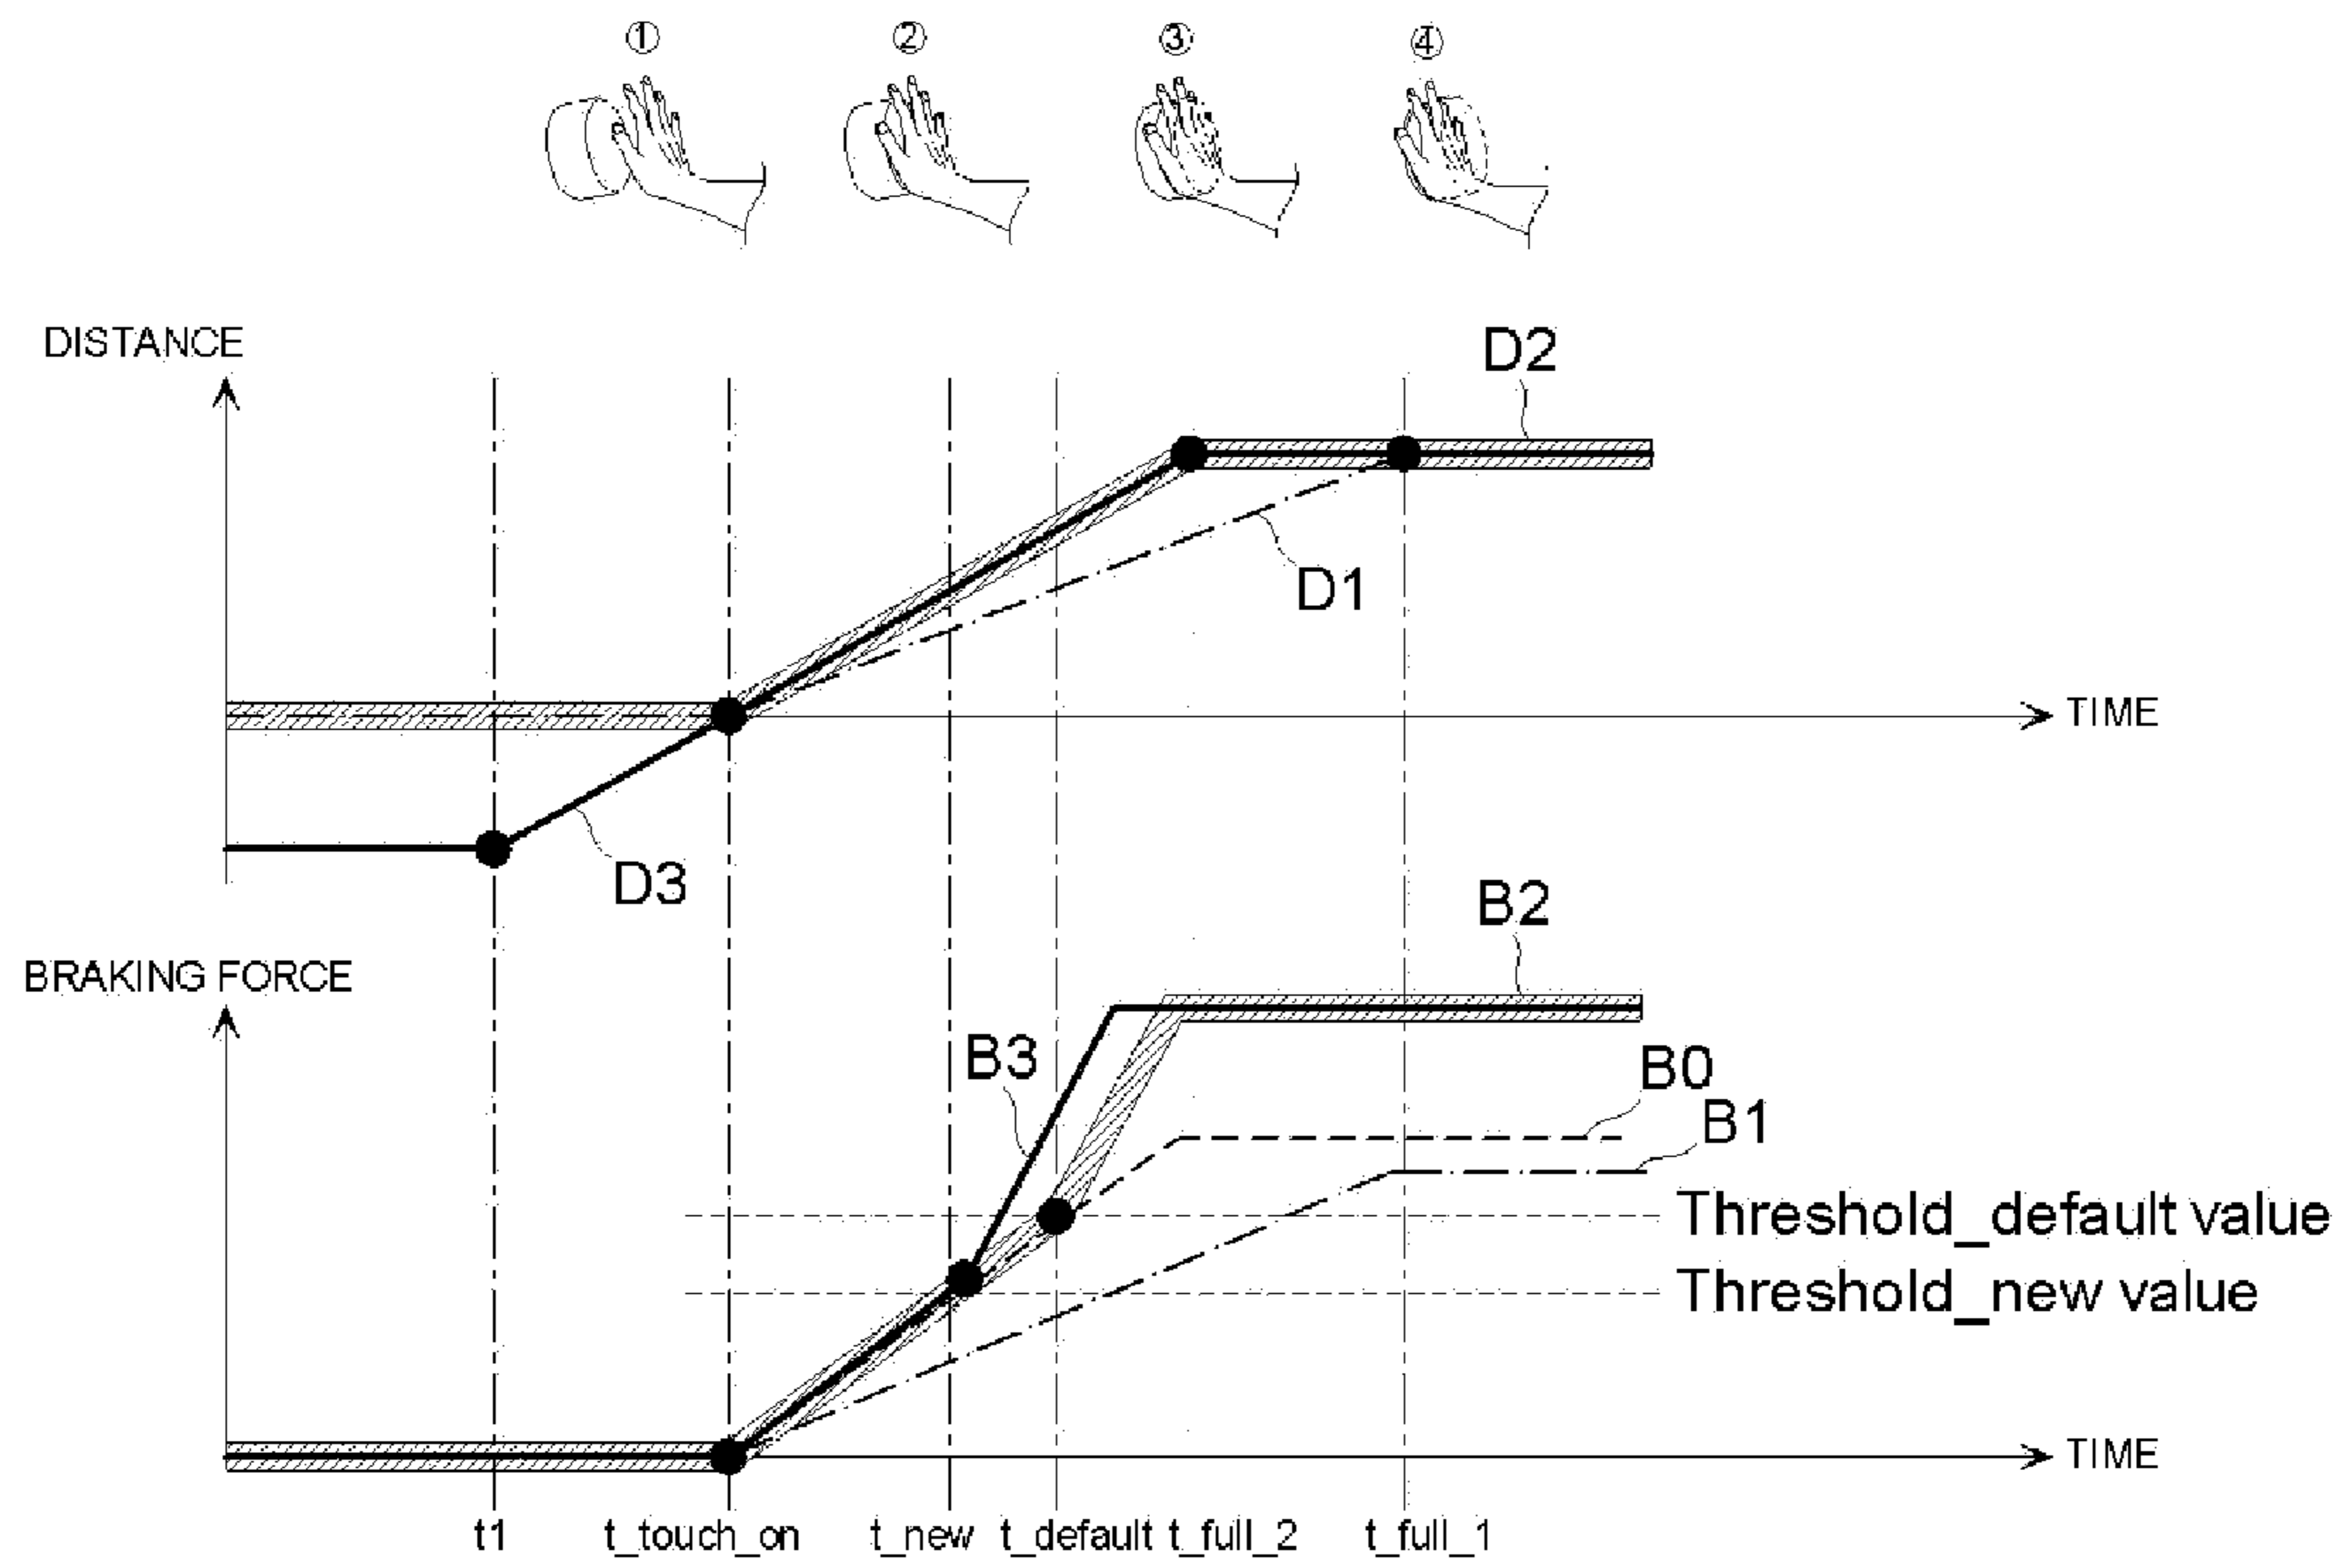 ① ② ③ ④
DISTANCE
D2
D1
TIME
D3
B2
BRAKING FORCE
B3
B0
B1
Threshold_default value
Threshold_new value
TIME
t1 t_touch_on t_new t_default t_full_2 t_full_1